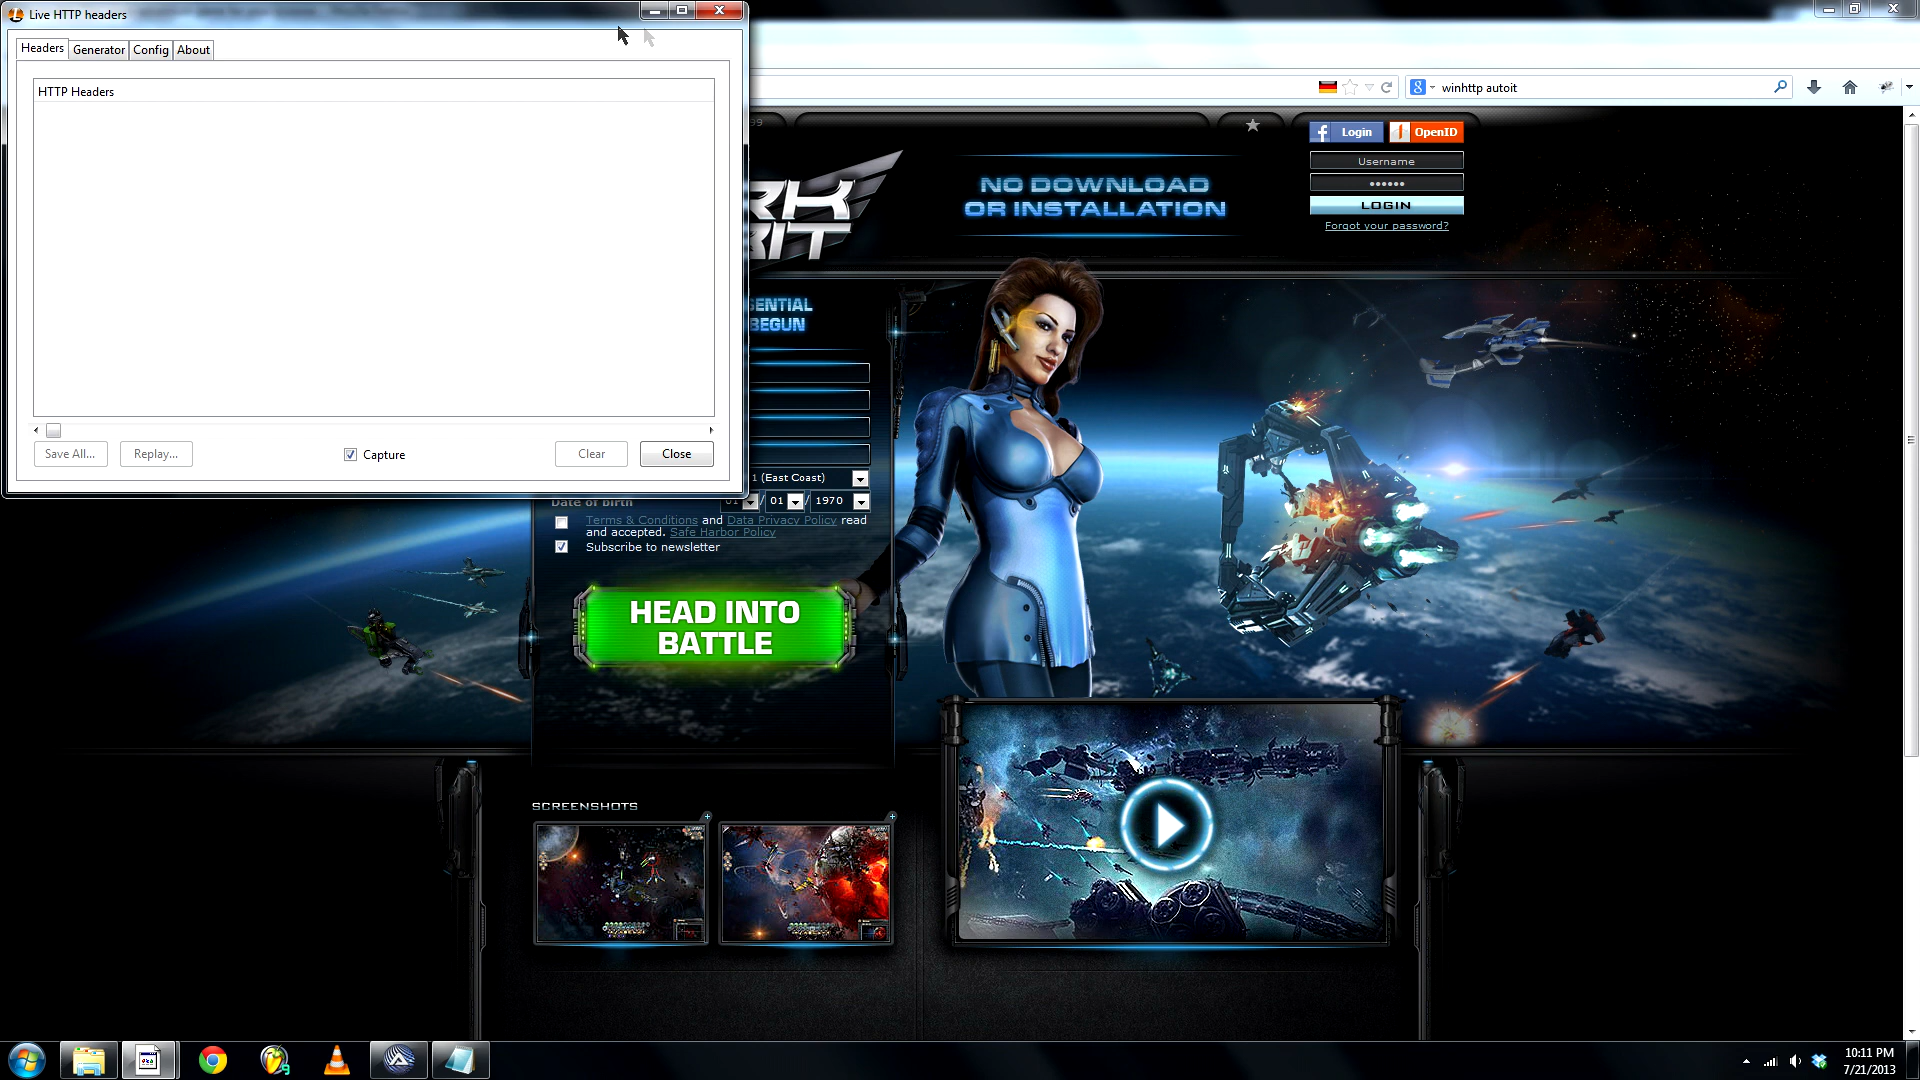 Live HTTP headers
Headers
Generator
Config
About
HTTP Headers
Save All...
Replay...
Capture
Clear
Close
winhttp autoit
99
Login
OpenID
Username
LOGIN
Forgot your password?
NO DOWNLOAD
OR INSTALLATION
BEGUN
1 (East Coast)
Date of birth
01 / 01 / 1970
Terms & Conditions and Data Privacy Policy read
and accepted. Safe Harbor Policy
Subscribe to newsletter
HEAD INTO
BATTLE
SCREENSHOTS
10:11 PM
7/21/2013